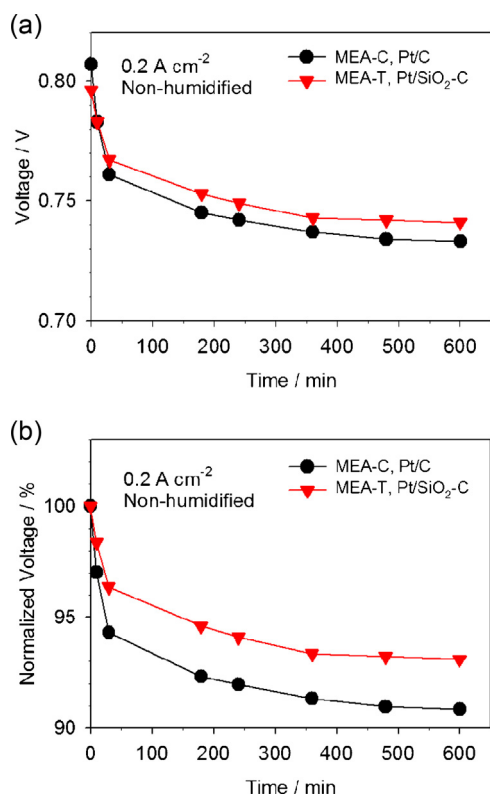 (a)
0.2 A cm⁻²
Non-humidified
MEA-C, Pt/C
MEA-T, Pt/SiO₂-C
0.80
0.75
0.70
Voltage / V
0 100 200 300 400 500 600
Time / min
(b)
0.2 A cm⁻²
Non-humidified
MEA-C, Pt/C
MEA-T, Pt/SiO₂-C
100
95
90
Normalized Voltage / %
0 100 200 300 400 500 600
Time / min